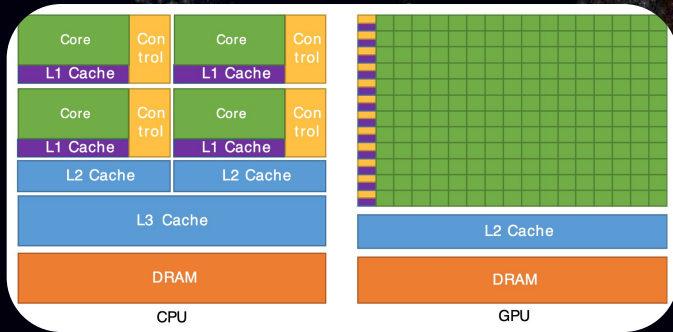 Core
Con
trol
L1 Cache
Core
Con
trol
L1 Cache
Core
Con
trol
L1 Cache
Core
Con
trol
L1 Cache
L2 Cache
L2 Cache
L3 Cache
DRAM
CPU
L2 Cache
DRAM
GPU